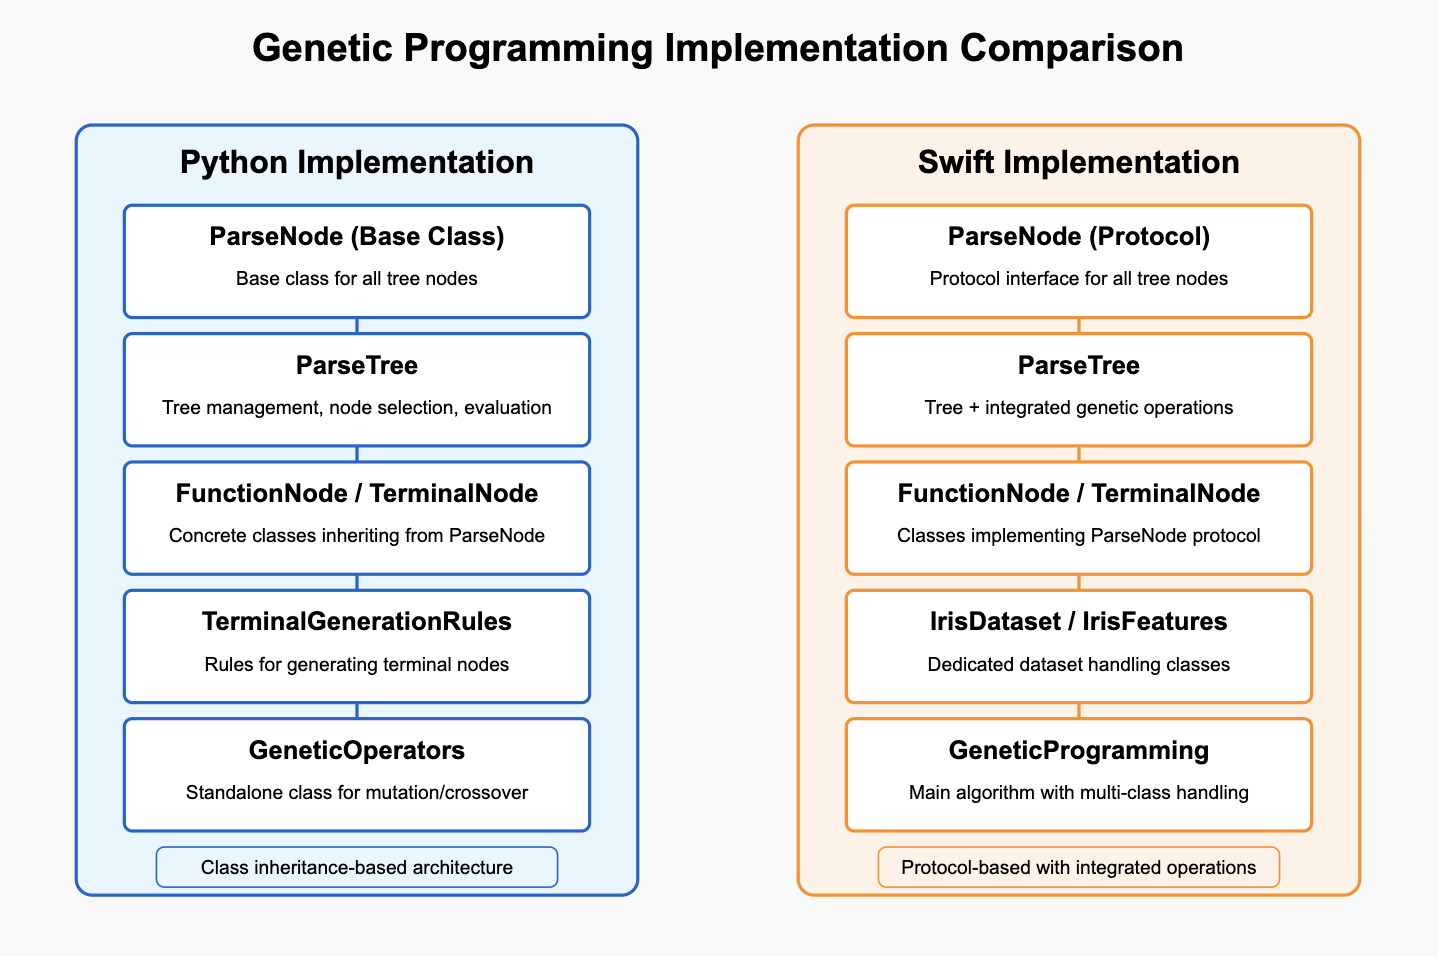 Genetic Programming Implementation Comparison
Python Implementation
ParseNode (Base Class)
Base class for all tree nodes
ParseTree
Tree management, node selection, evaluation
FunctionNode / TerminalNode
Concrete classes inheriting from ParseNode
TerminalGenerationRules
Rules for generating terminal nodes
GeneticOperators
Standalone class for mutation/crossover
Class inheritance-based architecture
Swift Implementation
ParseNode (Protocol)
Protocol interface for all tree nodes
ParseTree
Tree + integrated genetic operations
FunctionNode / TerminalNode
Classes implementing ParseNode protocol
IrisDataset / IrisFeatures
Dedicated dataset handling classes
GeneticProgramming
Main algorithm with multi-class handling
Protocol-based with integrated operations